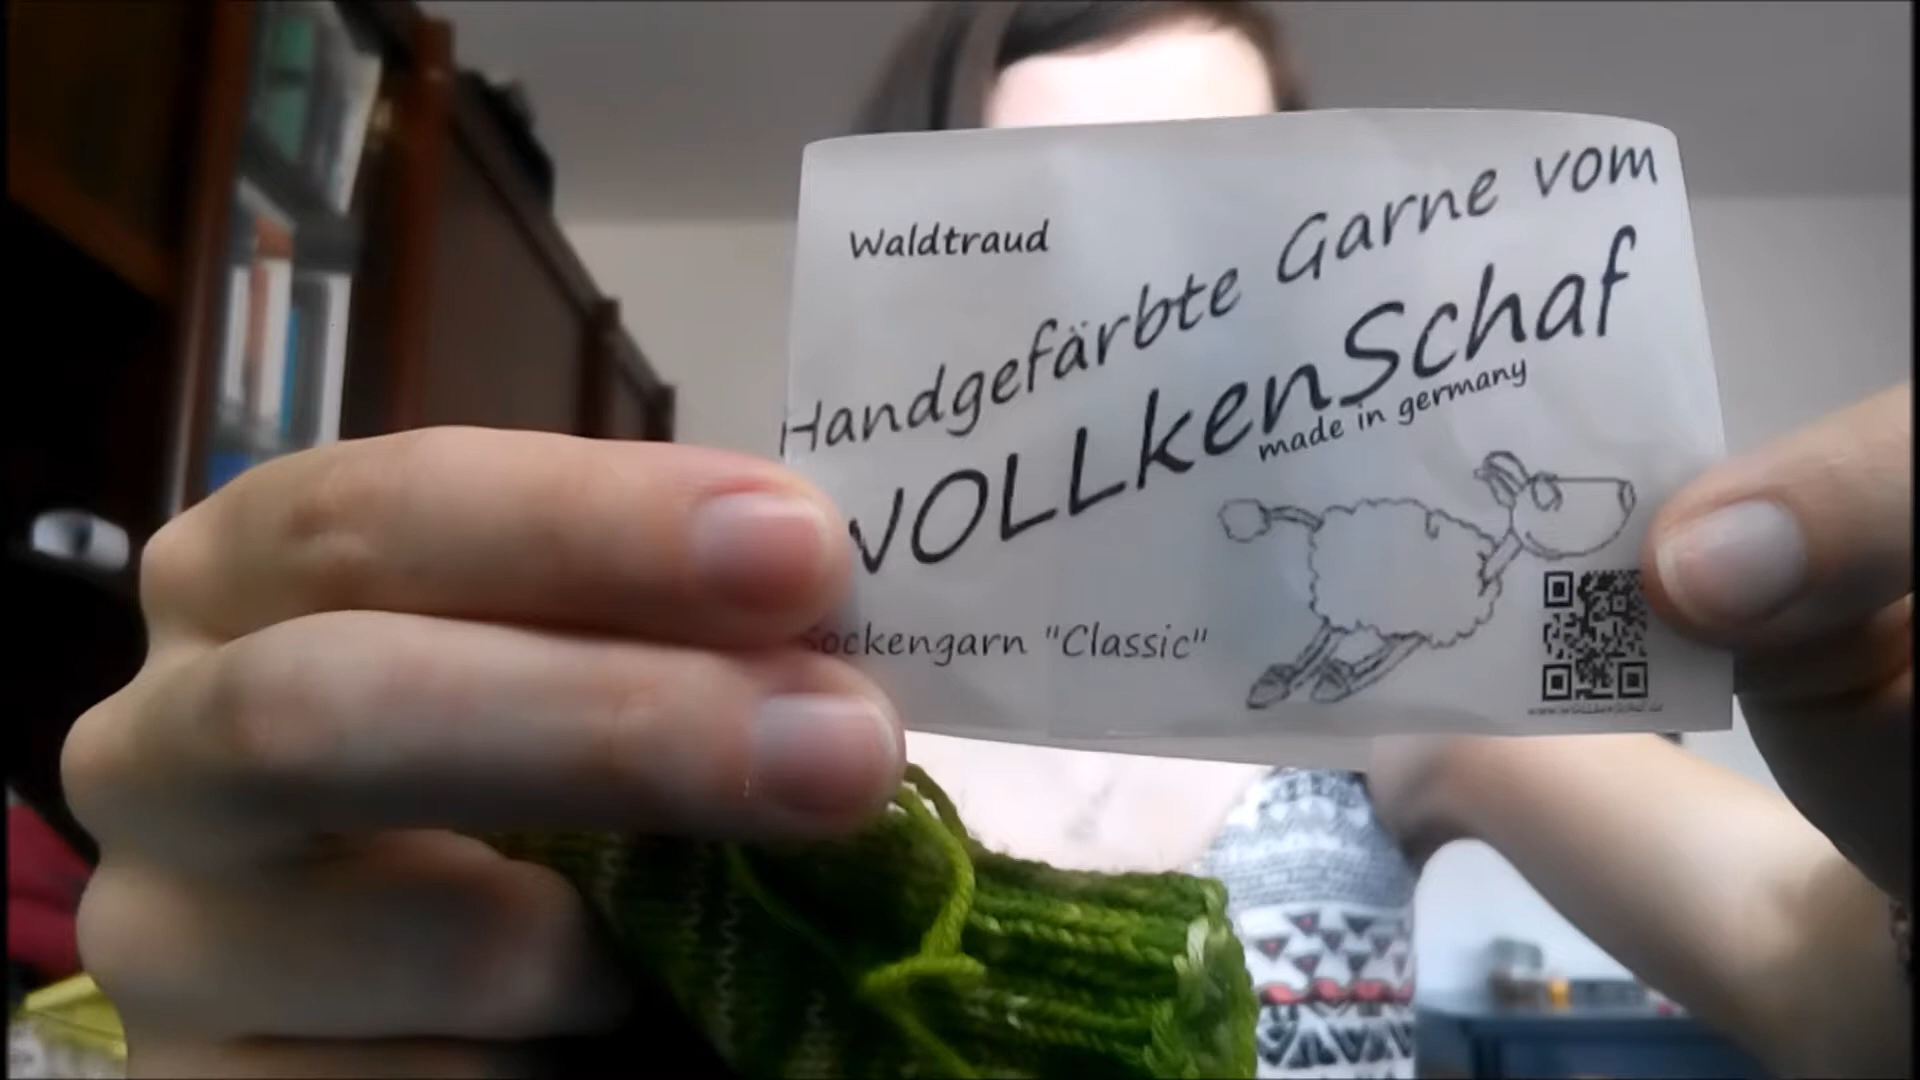 Waldtraud
Handgefärbte Garne vom
WOLLkenSchaf
made in germany
Sockengarn "Classic"